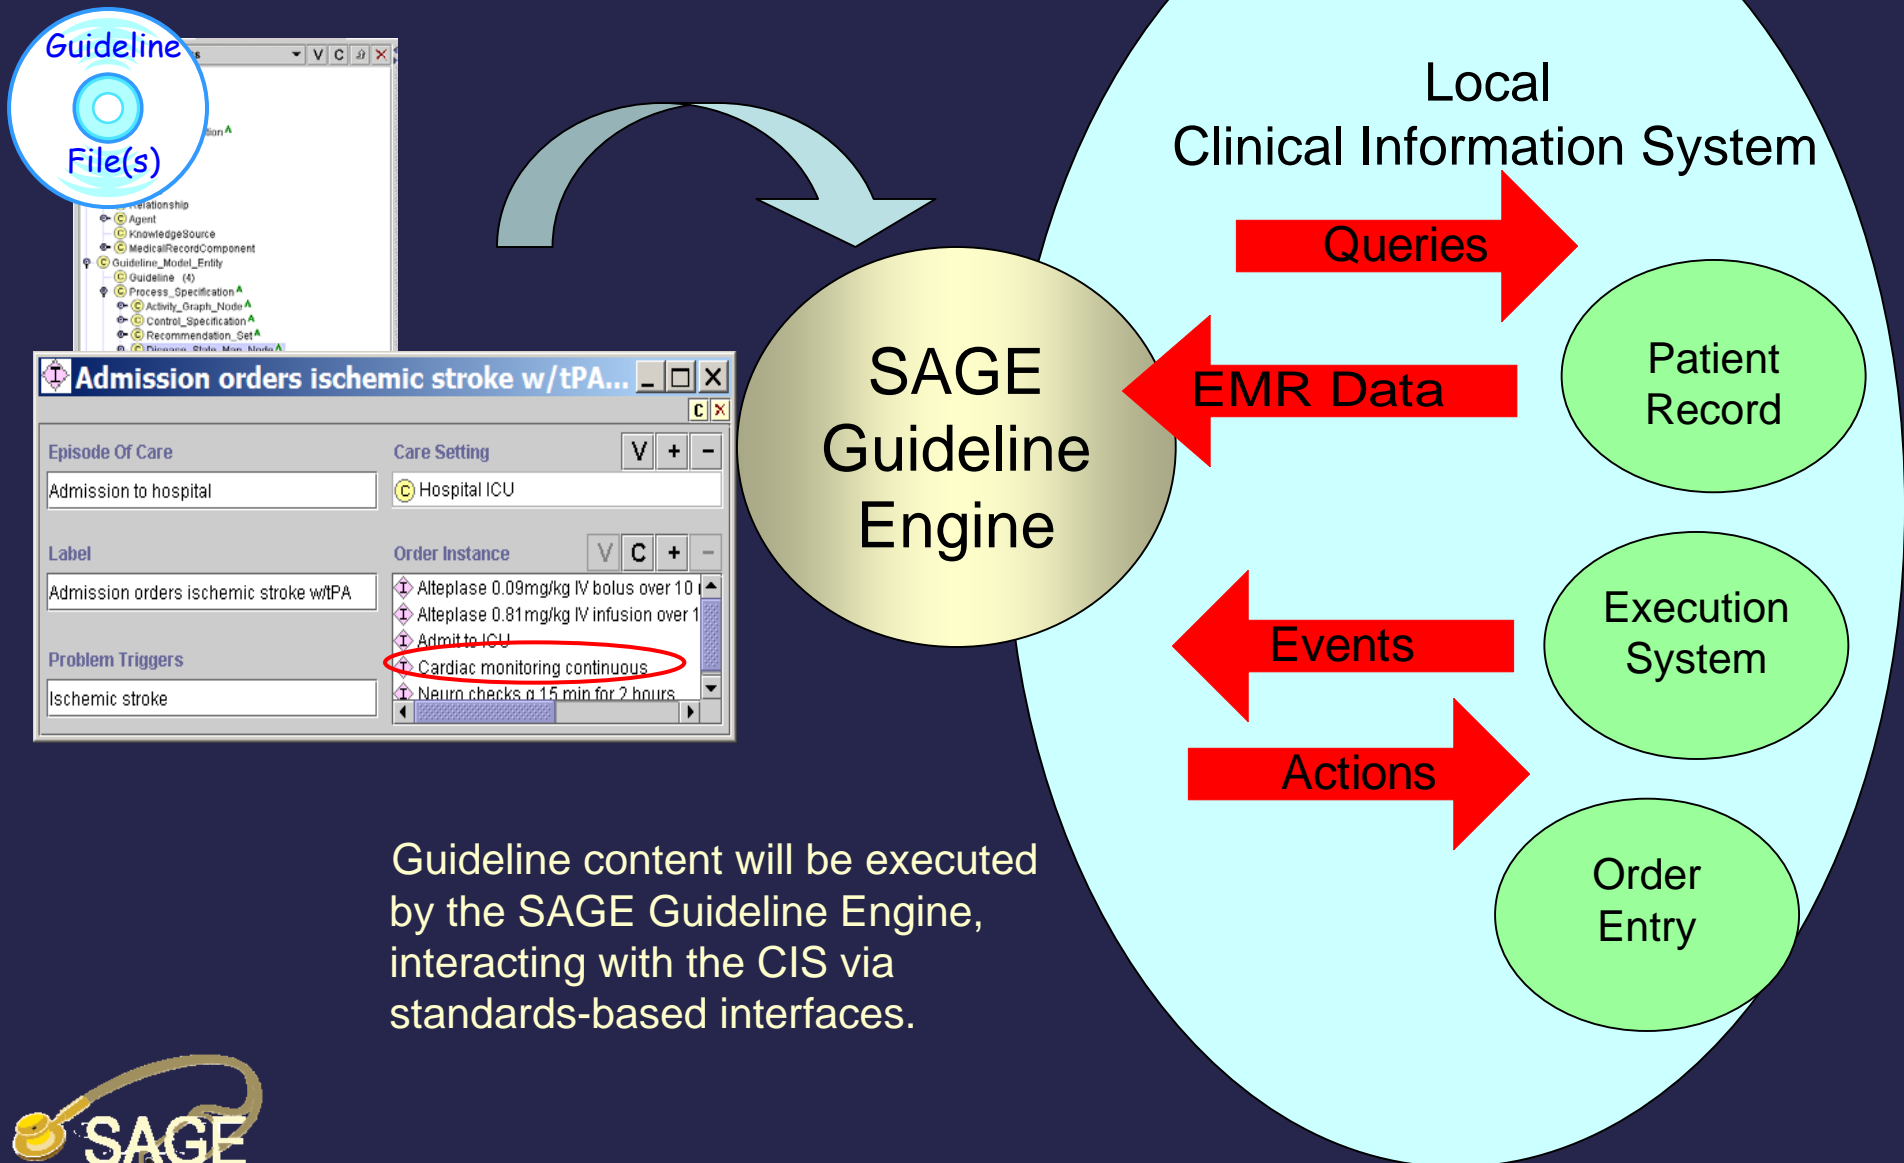 Guideline
File(s)
s
V C
tion A
Relationship
C Agent
C KnowledgeSource
C MedicalRecordComponent
C Guideline_Model_Entity
C Guideline (4)
C Process_Specification A
C Activity_Graph_Node A
C Control_Specification A
C Recommendation_Set A
C Disease_State_Map_Node A
Admission orders ischemic stroke w/tPA...
C
Episode Of Care
Admission to hospital
Care Setting
V + -
C Hospital ICU
Label
Admission orders ischemic stroke w/tPA
Order Instance
V C + -
Alteplase 0.09mg/kg IV bolus over 10
Alteplase 0.81mg/kg IV infusion over 1
Admit to ICU
Cardiac monitoring continuous
Neuro checks q 15 min for 2 hours
Problem Triggers
Ischemic stroke
SAGE
Guideline
Engine
Local
Clinical Information System
Queries
EMR Data
Events
Actions
Patient
Record
Execution
System
Order
Entry
Guideline content will be executed
by the SAGE Guideline Engine,
interacting with the CIS via
standards-based interfaces.
SAGE